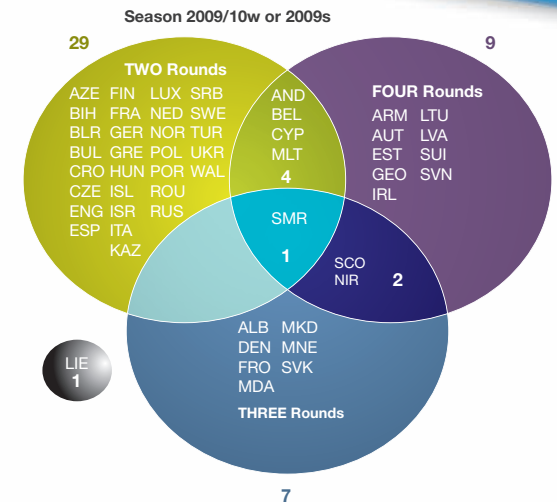 Season 2009/10w or 2009s
29
9
TWO Rounds
AZE FIN LUX SRB
BIH FRA NED SWE
BLR GER NOR TUR
BUL GRE POL UKR
CRO HUN POR WAL
CZE ISL ROU
ENG ISR RUS
ESP ITA
KAZ
AND
BEL
CYP
MLT
4
FOUR Rounds
ARM LTU
AUT LVA
EST SUI
GEO SVN
IRL
SMR
1
SCO
NIR 2
LIE
1
ALB MKD
DEN MNE
FRO SVK
MDA
THREE Rounds
7